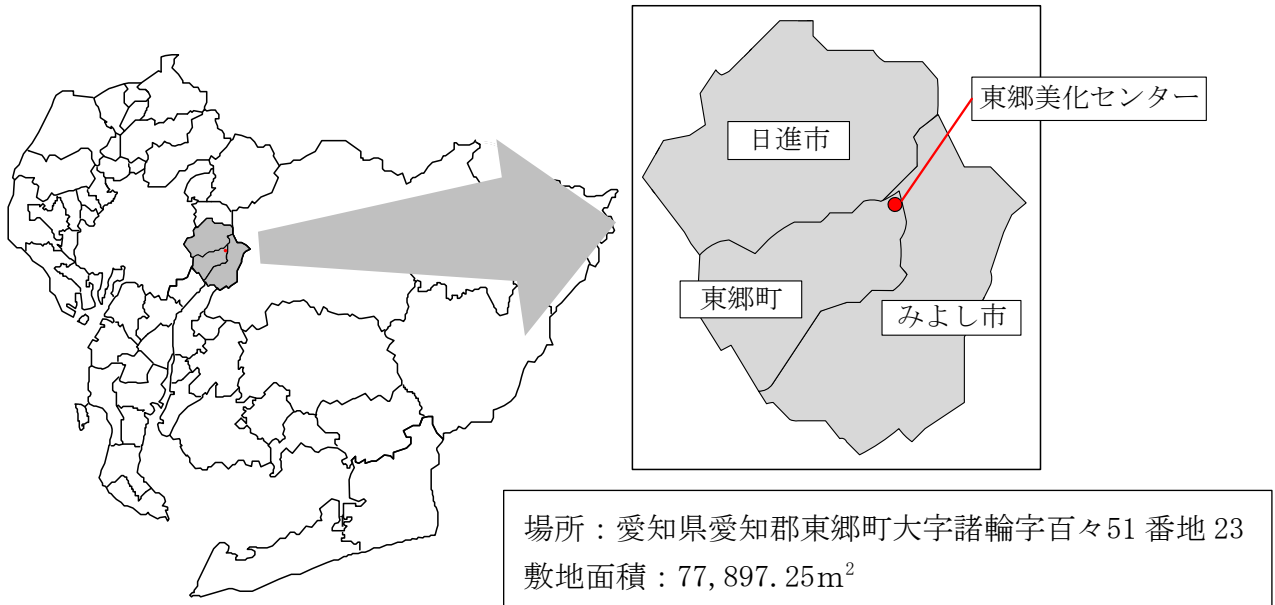 東郷美化センター
日進市
東郷町
みよし市
場所：愛知県愛知郡東郷町大字諸輪字百々51 番地 23
敷地面積：77,897.25m²